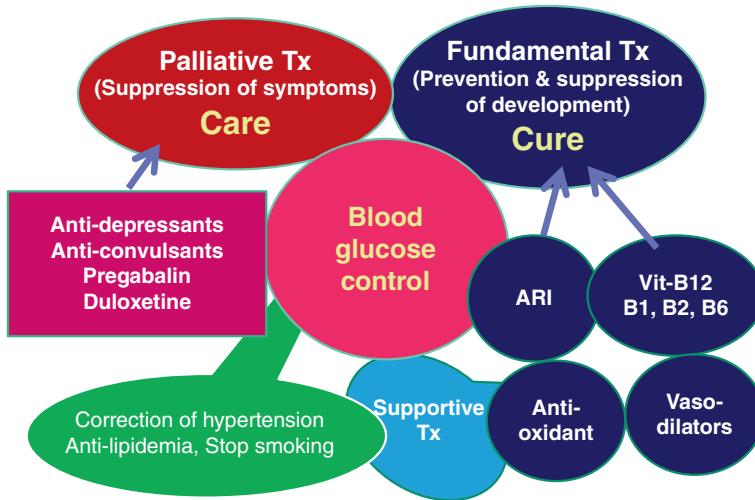 Palliative Tx
(Suppression of symptoms)
Care
Fundamental Tx
(Prevention & suppression
of development)
Cure
Anti-depressants
Anti-convulsants
Pregabalin
Duloxetine
Blood
glucose
control
ARI
Vit-B12
B1, B2, B6
Correction of hypertension
Anti-lipidemia, Stop smoking
Supportive
Tx
Anti-
oxidant
Vaso-
dilators